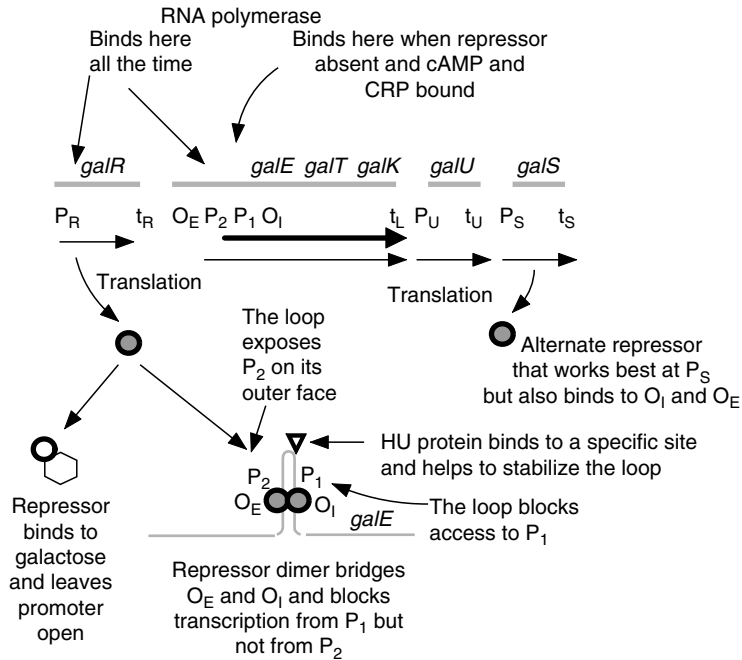 RNA polymerase
Binds here
all the time
Binds here when repressor
absent and cAMP and
CRP bound
galR
galE galT galK
galU
galS
P_R t_R O_E P_2 P_1 O_I t_L P_U t_U P_S t_S
Translation
Translation
The loop
exposes
P_2 on its
outer face
Alternate repressor
that works best at P_S
but also binds to O_I and O_E
HU protein binds to a specific site
and helps to stabilize the loop
P_2 P_1
O_E O_I
galE
The loop blocks
access to P_1
Repressor
binds to
galactose
and leaves
promoter
open
Repressor dimer bridges
O_E and O_I and blocks
transcription from P_1 but
not from P_2